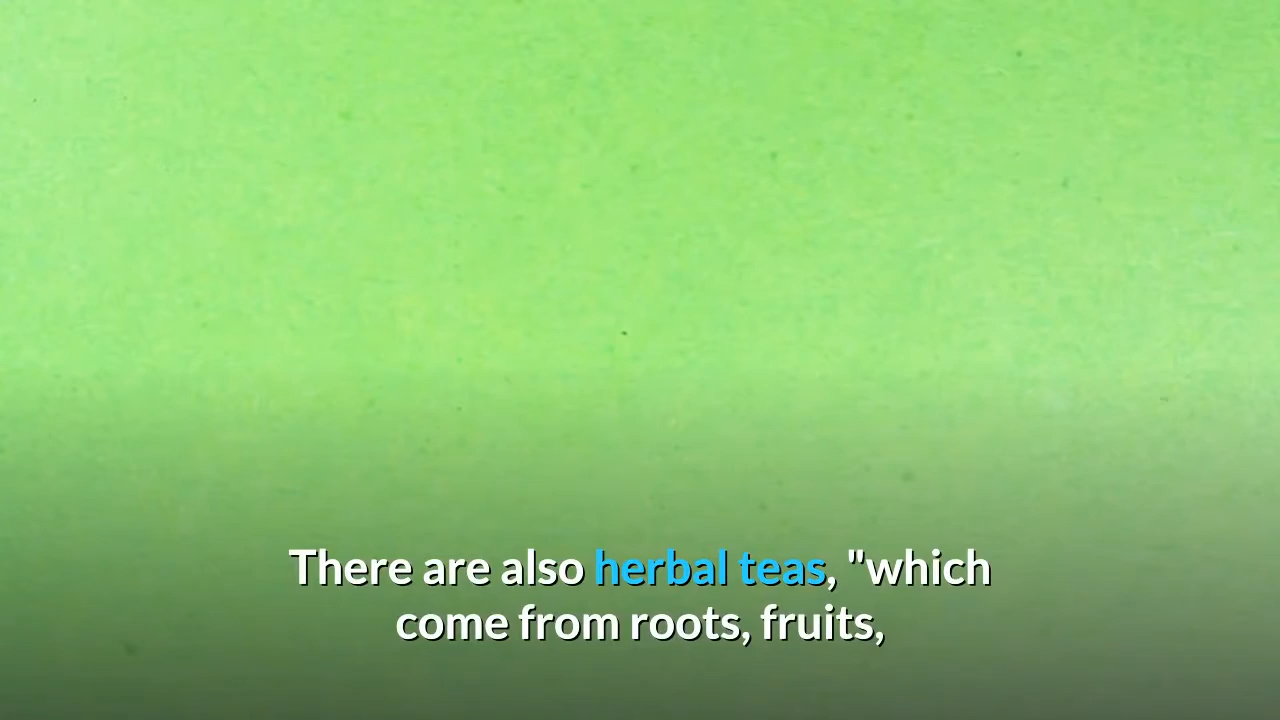 There are also herbal teas, "which
come from roots, fruits,